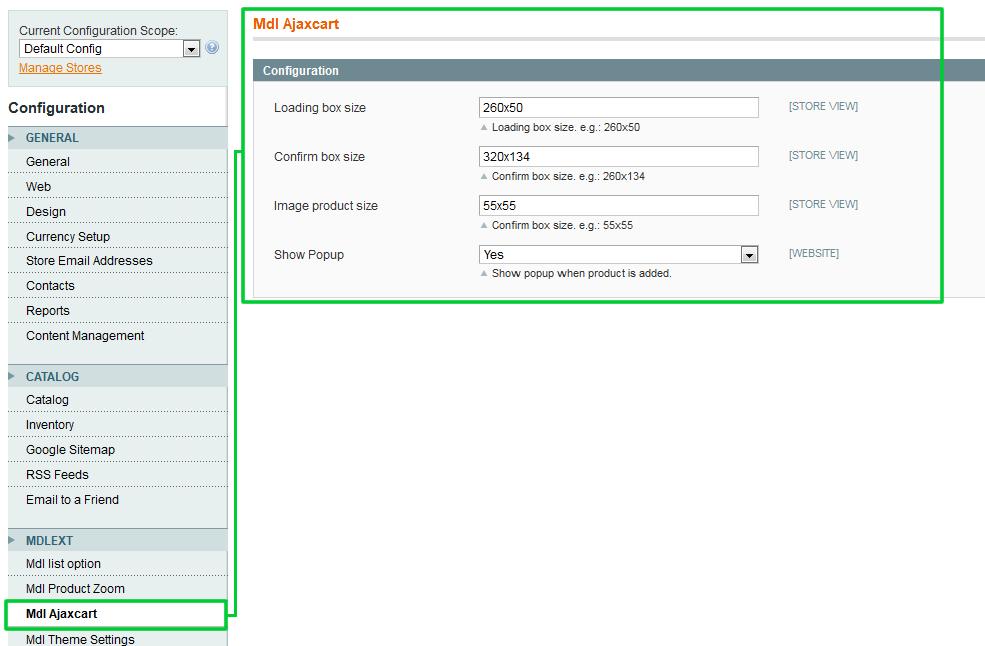 Current Configuration Scope:
Default Config
Manage Stores
Configuration
GENERAL
General
Web
Design
Currency Setup
Store Email Addresses
Contacts
Reports
Content Management
CATALOG
Catalog
Inventory
Google Sitemap
RSS Feeds
Email to a Friend
MDLEXT
Mdl list option
Mdl Product Zoom
Mdl Ajaxcart
Mdl Theme Settings
Mdl Ajaxcart
Configuration
Loading box size 260x50 [STORE VIEW]
Loading box size. e.g.: 260x50
Confirm box size 320x134 [STORE VIEW]
Confirm box size. e.g.: 260x134
Image product size 55x55 [STORE VIEW]
Confirm box size. e.g.: 55x55
Show Popup Yes [WEBSITE]
Show popup when product is added.